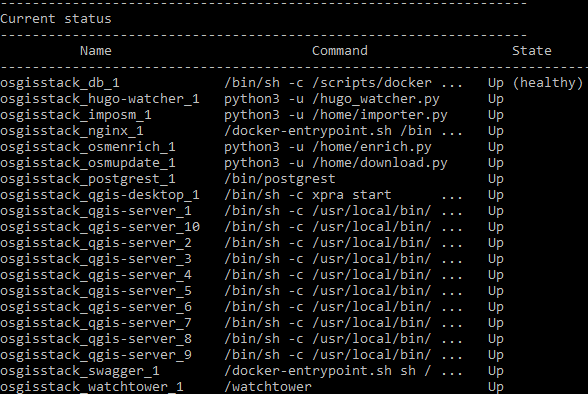 --------------------------------------------------------------------
Current status
--------------------------------------------------------------------
Name Command State
----------------------------------------------------------------------------
osgisstack_db_1 /bin/sh -c /scripts/docker ... Up (healthy)
osgisstack_hugo-watcher_1 python3 -u /hugo_watcher.py Up
osgisstack_imposm_1 python3 -u /home/importer.py Up
osgisstack_nginx_1 /docker-entrypoint.sh /bin ... Up
osgisstack_osmenrich_1 python3 -u /home/enrich.py Up
osgisstack_osmupdate_1 python3 -u /home/download.py Up
osgisstack_postgrest_1 /bin/postgrest Up
osgisstack_qgis-desktop_1 /bin/sh -c xpra start ... Up
osgisstack_qgis-server_1 /bin/sh -c /usr/local/bin/ ... Up
osgisstack_qgis-server_10 /bin/sh -c /usr/local/bin/ ... Up
osgisstack_qgis-server_2 /bin/sh -c /usr/local/bin/ ... Up
osgisstack_qgis-server_3 /bin/sh -c /usr/local/bin/ ... Up
osgisstack_qgis-server_4 /bin/sh -c /usr/local/bin/ ... Up
osgisstack_qgis-server_5 /bin/sh -c /usr/local/bin/ ... Up
osgisstack_qgis-server_6 /bin/sh -c /usr/local/bin/ ... Up
osgisstack_qgis-server_7 /bin/sh -c /usr/local/bin/ ... Up
osgisstack_qgis-server_8 /bin/sh -c /usr/local/bin/ ... Up
osgisstack_qgis-server_9 /bin/sh -c /usr/local/bin/ ... Up
osgisstack_swagger_1 /docker-entrypoint.sh sh / ... Up
osgisstack_watchtower_1 /watchtower Up